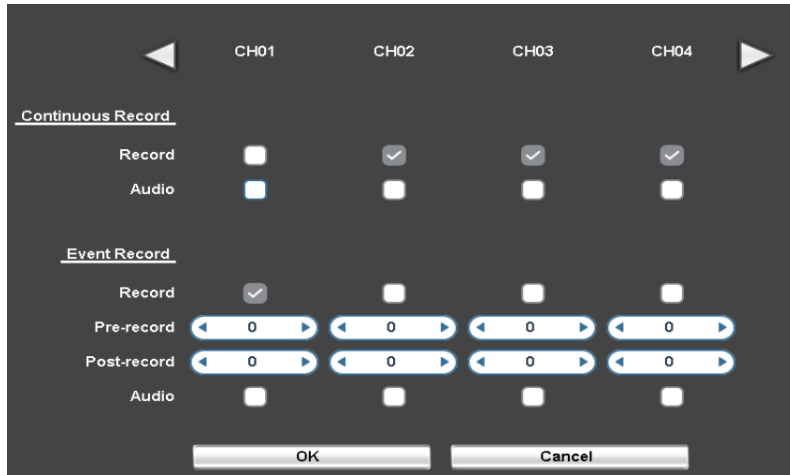 CH01 CH02 CH03 CH04
Continuous Record
Record
Audio
Event Record
Record
Pre-record 0 0 0 0
Post-record 0 0 0 0
Audio
OK Cancel